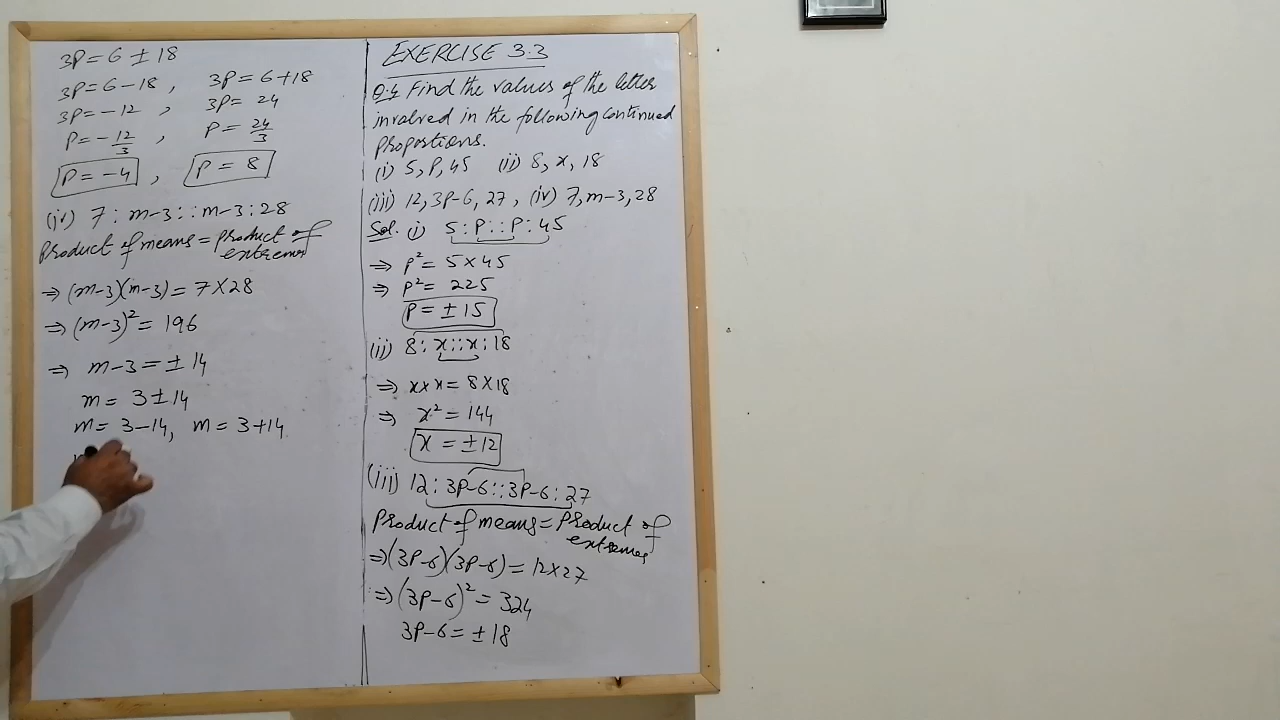 EXERCISE 3.3
Q.4 Find the values of the letter
involved in the following continued
proportions.
(i) 5, P, 45 (ii) 8, x, 18
(iii) 12, 3P-6, 27, (iv) 7, m-3, 28
Sol. (i) 5 : P : : P : 45
⇒ P² = 5 × 45
⇒ P² = 225
P = ± 15
(ii) 8 : x : : x : 18
⇒ x × x = 8 × 18
⇒ x² = 144
x = ± 12
(iii) 12 : 3P-6 : : 3P-6 : 27
Product of means = Product of
extremes
⇒ (3P-6)(3P-6) = 12 × 27
⇒ (3P-6)² = 324
3P-6 = ± 18
3P = 6 ± 18
3P = 6 - 18 , 3P = 6 + 18
3P = -12 , 3P = 24
P = -12/3 , P = 24/3
P = -4 , P = 8
(iv) 7 : m-3 : : m-3 : 28
Product of means = Product of
extremes
⇒ (m-3)(m-3) = 7 × 28
⇒ (m-3)² = 196
⇒ m-3 = ± 14
m = 3 ± 14
m = 3 - 14, m = 3 + 14